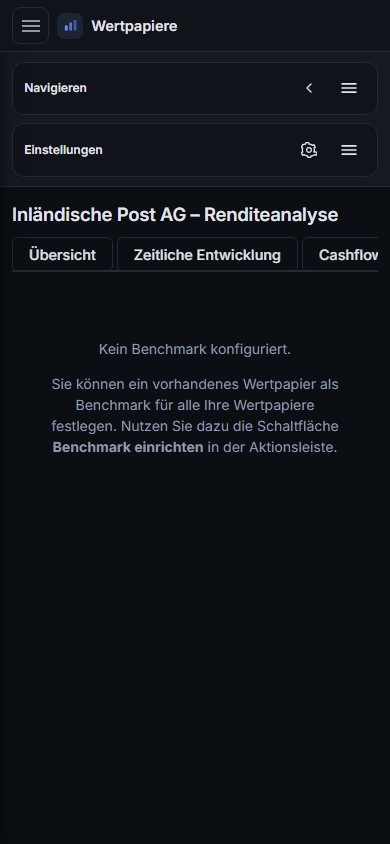 Wertpapiere
Navigieren
Einstellungen
Inländische Post AG – Renditeanalyse
Übersicht
Zeitliche Entwicklung
Cashflow
Kein Benchmark konfiguriert.
Sie können ein vorhandenes Wertpapier als
Benchmark für alle Ihre Wertpapiere
festlegen. Nutzen Sie dazu die Schaltfläche
Benchmark einrichten in der Aktionsleiste.